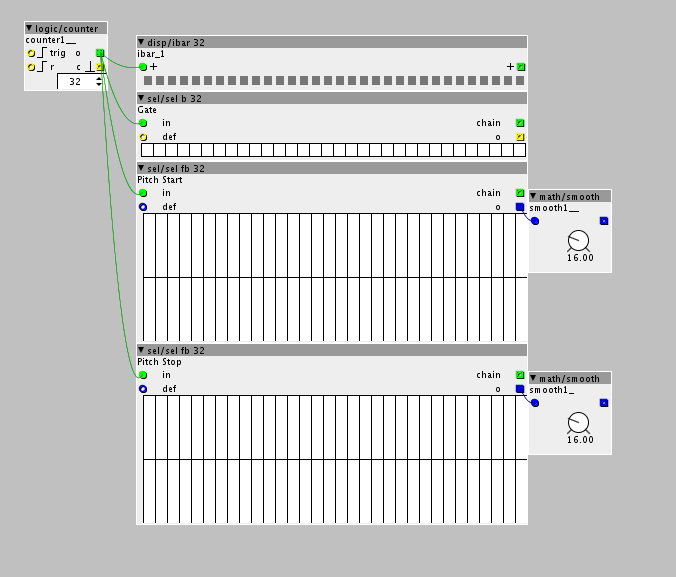 logic/counter
counter1__
trig o
r c
32
disp/ibar 32
ibar_1
+ +
sel/sel b 32
Gate
in chain
def o
sel/sel fb 32
Pitch Start
in chain
def o
math/smooth
smooth1__
16.00
sel/sel fb 32
Pitch Stop
in chain
def o
math/smooth
smooth1_
16.00